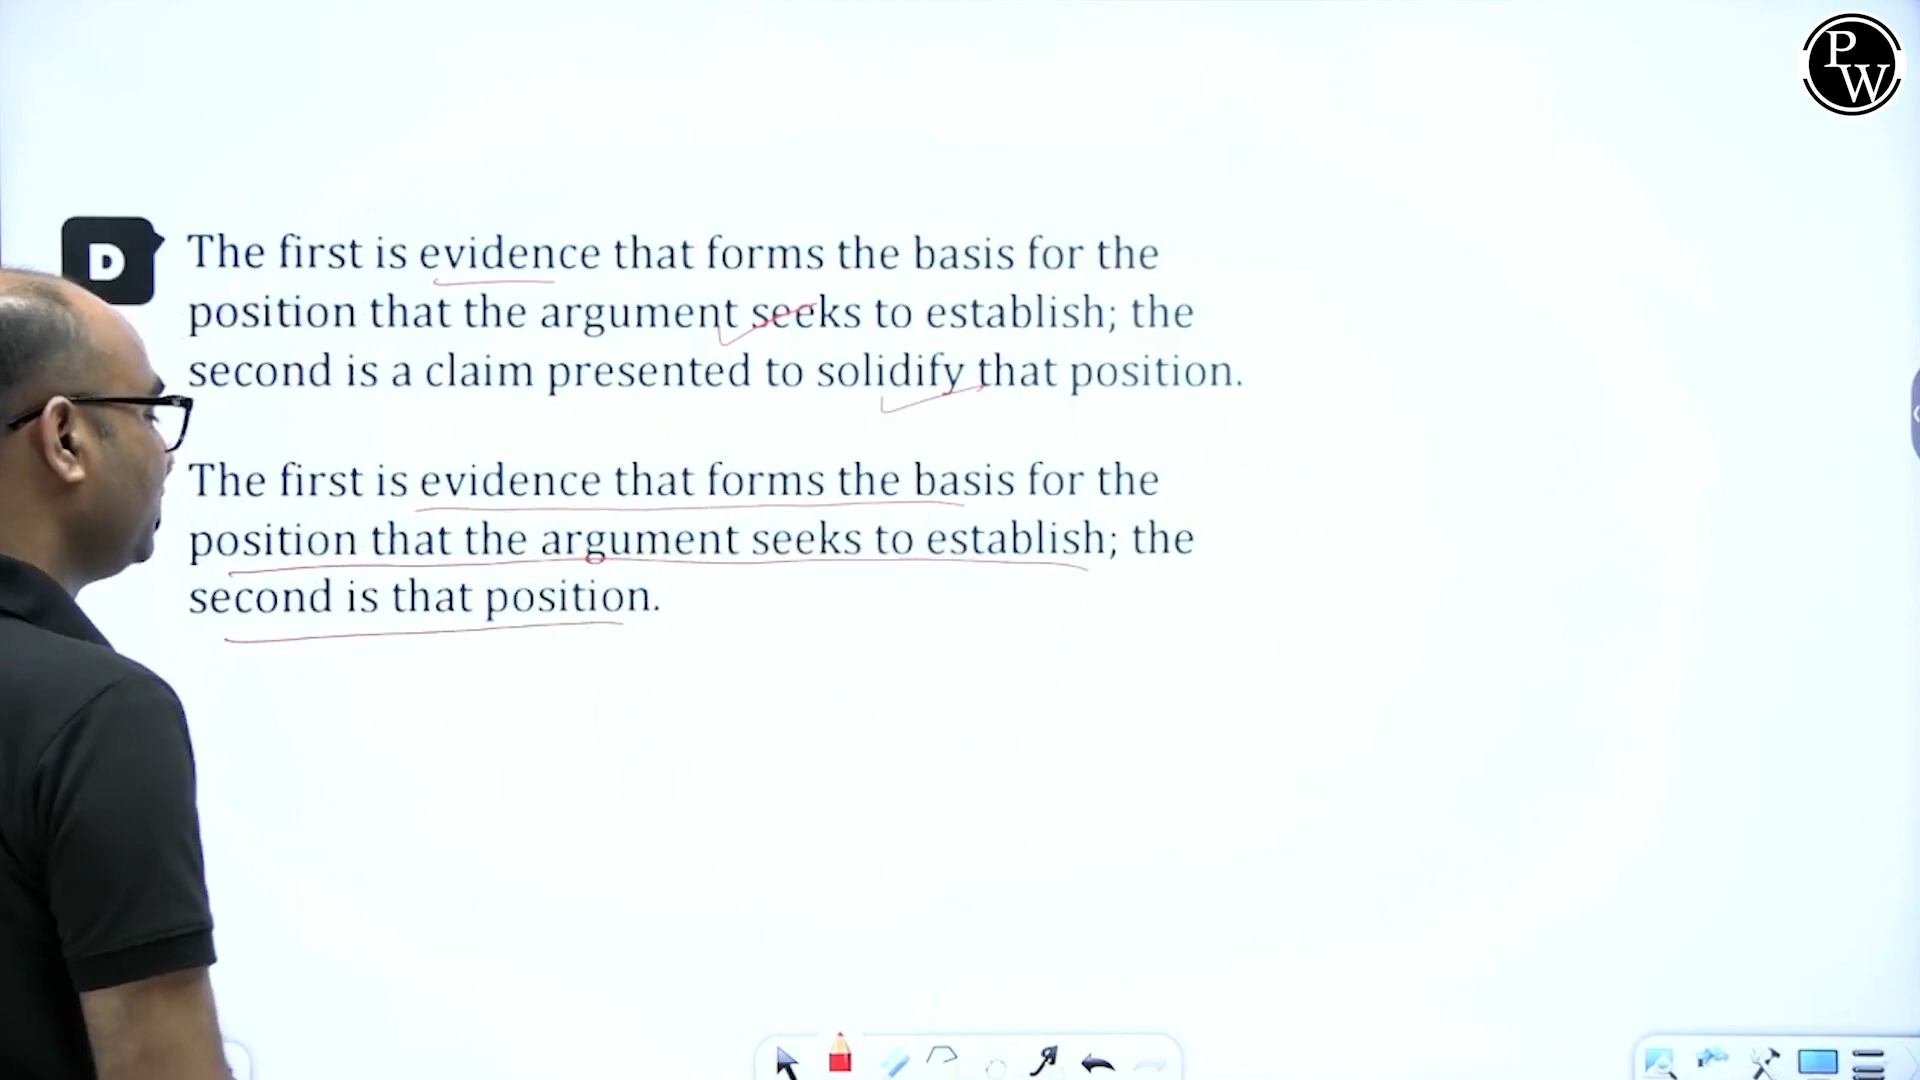 PW
D
The first is evidence that forms the basis for the
position that the argument seeks to establish; the
second is a claim presented to solidify that position.
The first is evidence that forms the basis for the
position that the argument seeks to establish; the
second is that position.